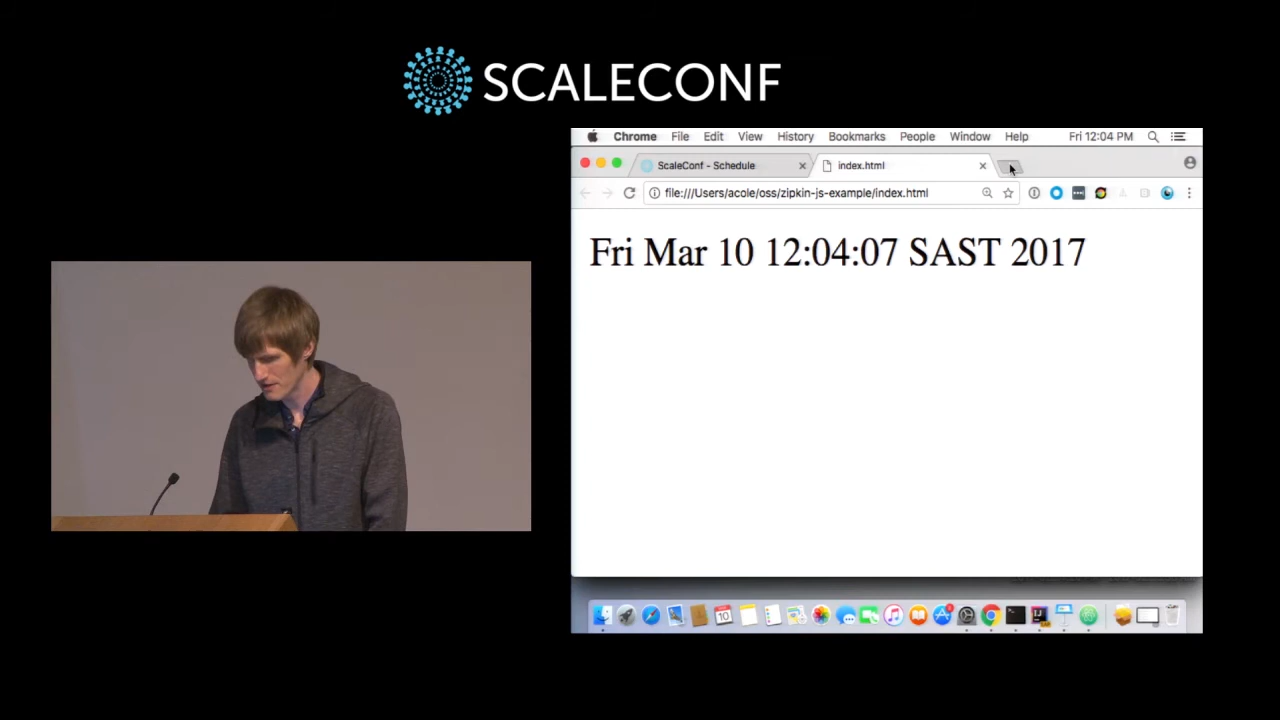 SCALECONF
Chrome File Edit View History Bookmarks People Window Help Fri 12:04 PM
ScaleConf - Schedule index.html
file:///Users/acole/oss/zipkin-js-example/index.html
Fri Mar 10 12:04:07 SAST 2017
10